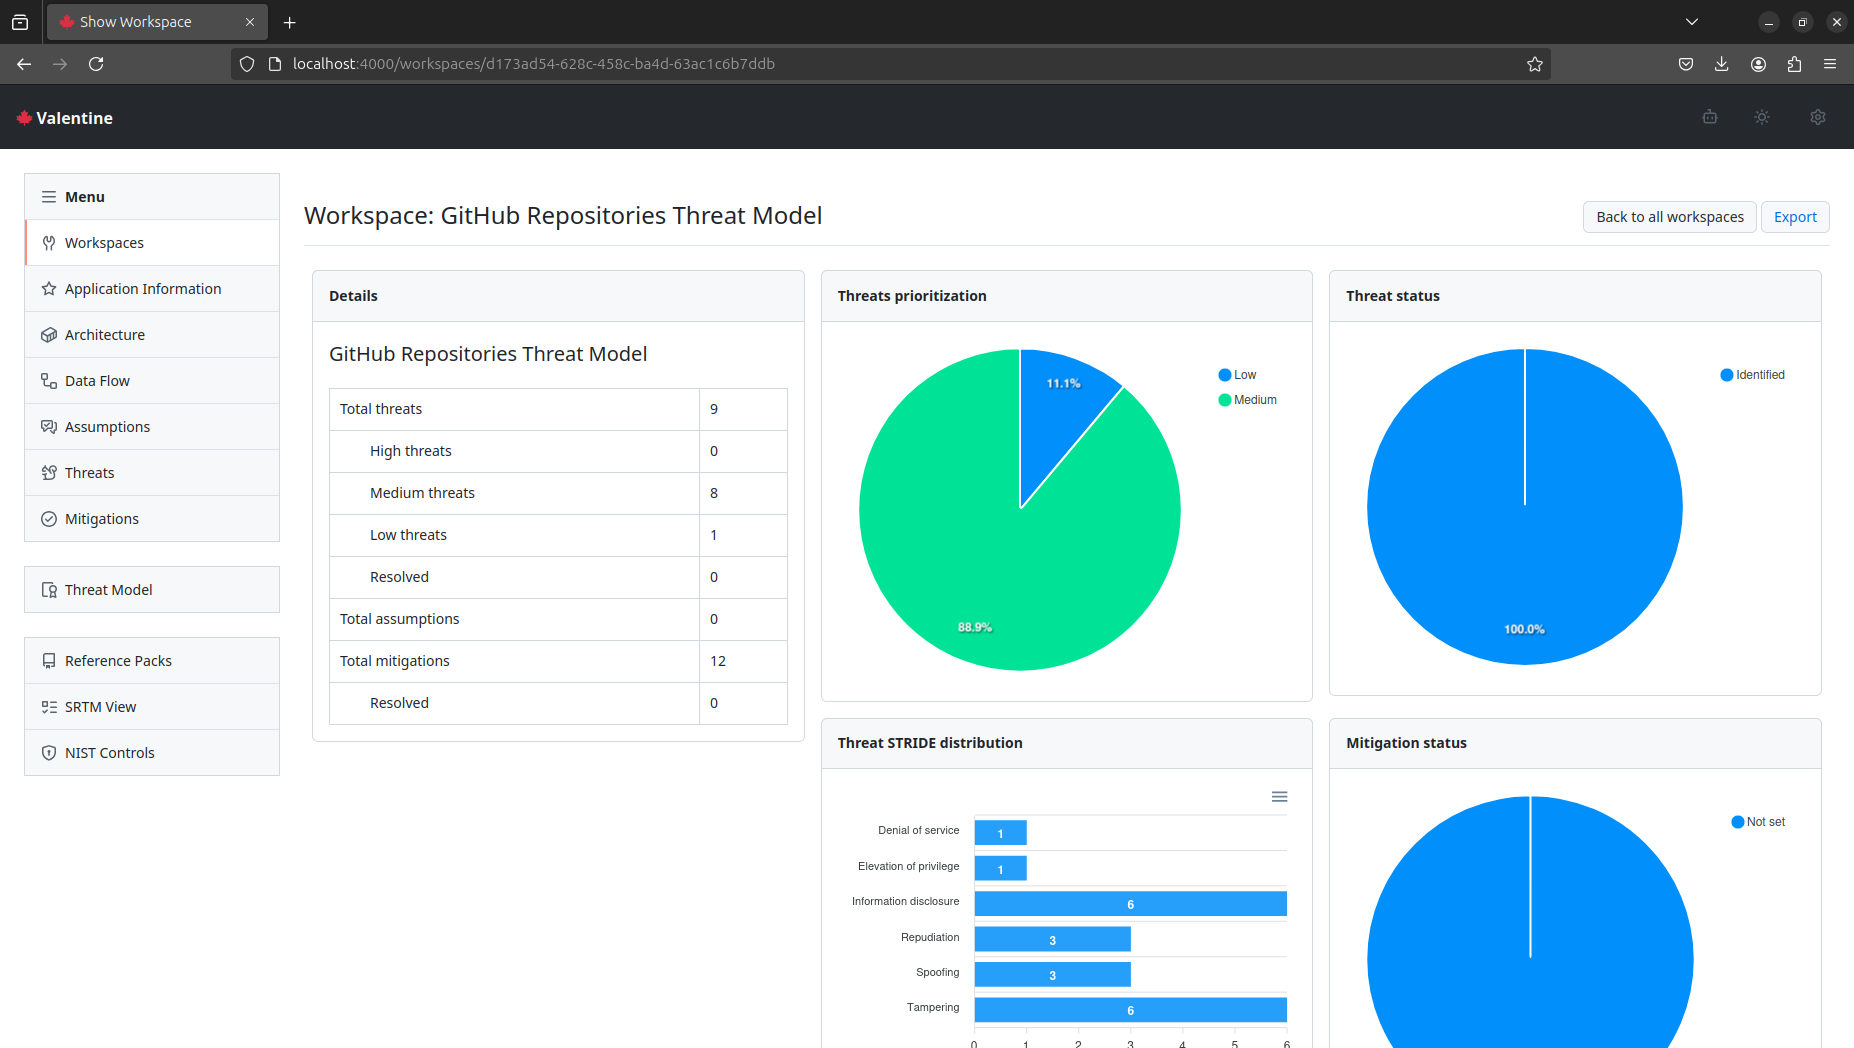 Show Workspace
localhost:4000/workspaces/d173ad54-628c-458c-ba4d-63ac1c6b7ddb
Valentine
Menu
Workspaces
Application Information
Architecture
Data Flow
Assumptions
Threats
Mitigations
Threat Model
Reference Packs
SRTM View
NIST Controls
Workspace: GitHub Repositories Threat Model
Back to all workspaces
Export
Details
GitHub Repositories Threat Model
Total threats 9
High threats 0
Medium threats 8
Low threats 1
Resolved 0
Total assumptions 0
Total mitigations 12
Resolved 0
Threats prioritization
11.1%
88.9%
Low
Medium
Threat status
100.0%
Identified
Threat STRIDE distribution
Denial of service 1
Elevation of privilege 1
Information disclosure 6
Repudiation 3
Spoofing 3
Tampering 6
0 1 2 3 4 5 6
Mitigation status
Not set